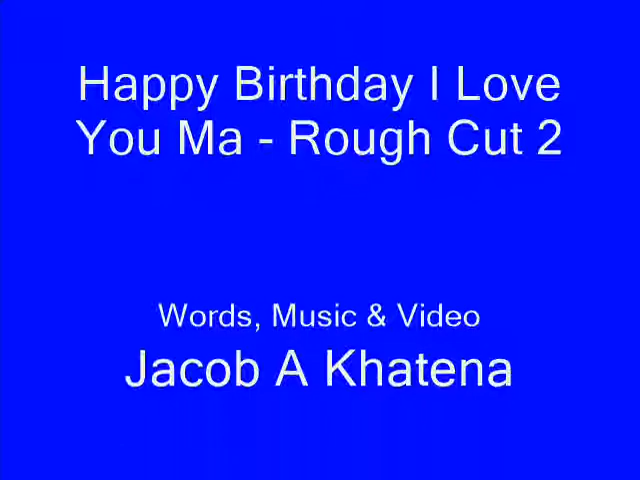 Happy Birthday I Love
You Ma - Rough Cut 2
Words, Music & Video
Jacob A Khatena